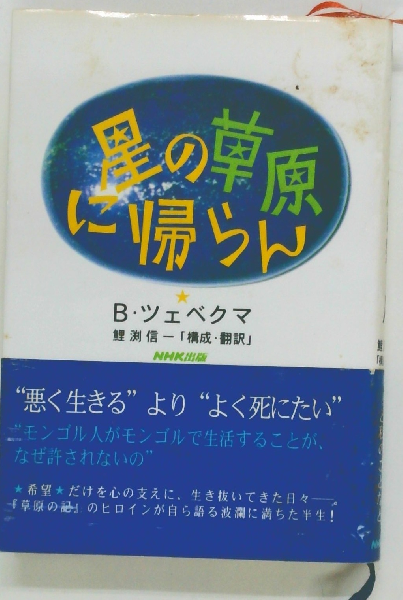 星の草原
に帰らん
B・ツェベクマ
鯉渕信一「構成・翻訳」
NHK出版
“悪く生きる”より“よく死にたい”
“モンゴル人がモンゴルで生活することが、
なぜ許されないの”
★希望★だけを心の支えに、生き抜いてきた日々――。
『草原の記』のヒロインが自ら語る波瀾に満ちた半生！